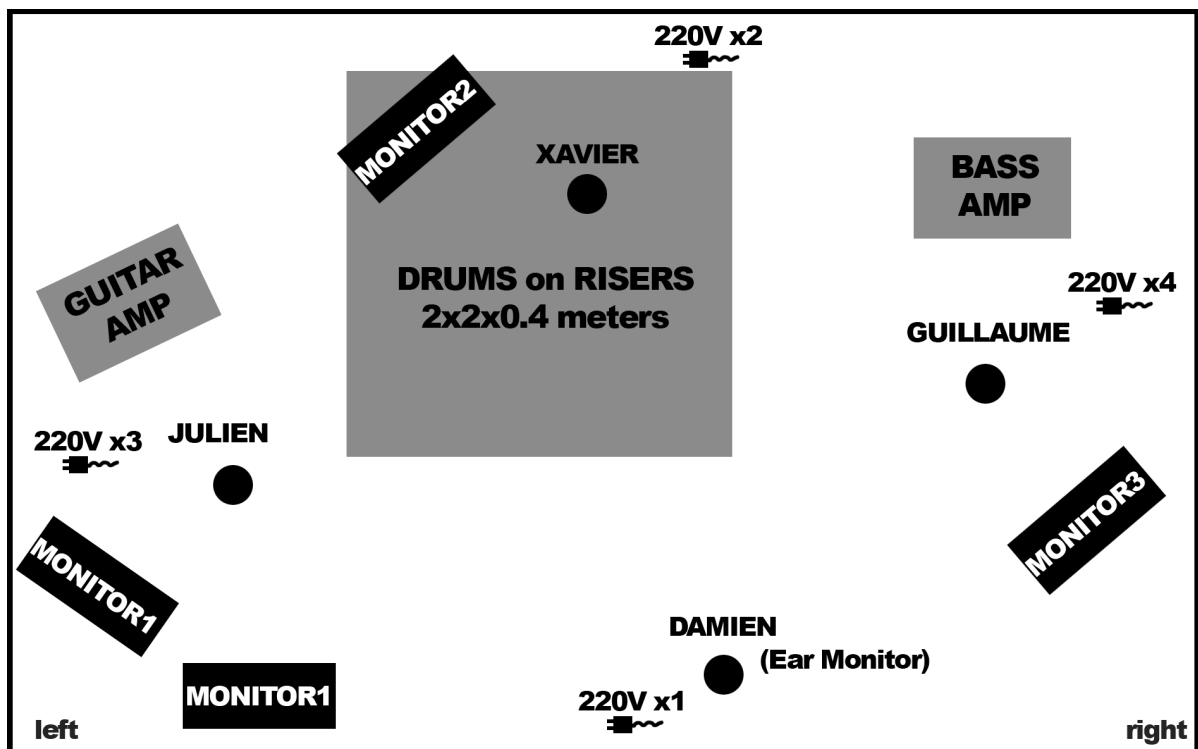 220V x2
MONITOR2
XAVIER
BASS
AMP
GUITAR
AMP
DRUMS on RISERS
2x2x0.4 meters
220V x4
GUILLAUME
220V x3
JULIEN
MONITOR3
MONITOR1
DAMIEN
(Ear Monitor)
MONITOR1
220V x1
left
right